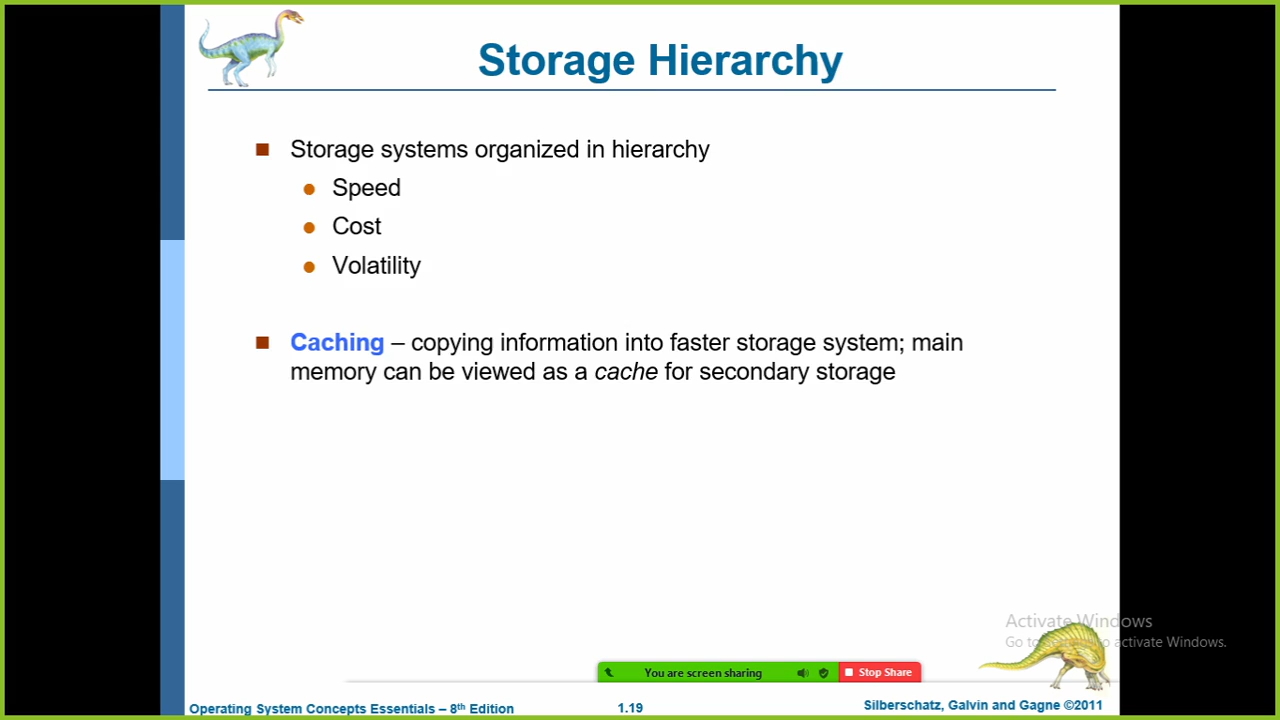 Storage Hierarchy
Storage systems organized in hierarchy
Speed
Cost
Volatility
Caching – copying information into faster storage system; main
memory can be viewed as a cache for secondary storage
Activate Windows
Go to activate Windows.
You are screen sharing
Stop Share
Operating System Concepts Essentials – 8th Edition
1.19
Silberschatz, Galvin and Gagne ©2011